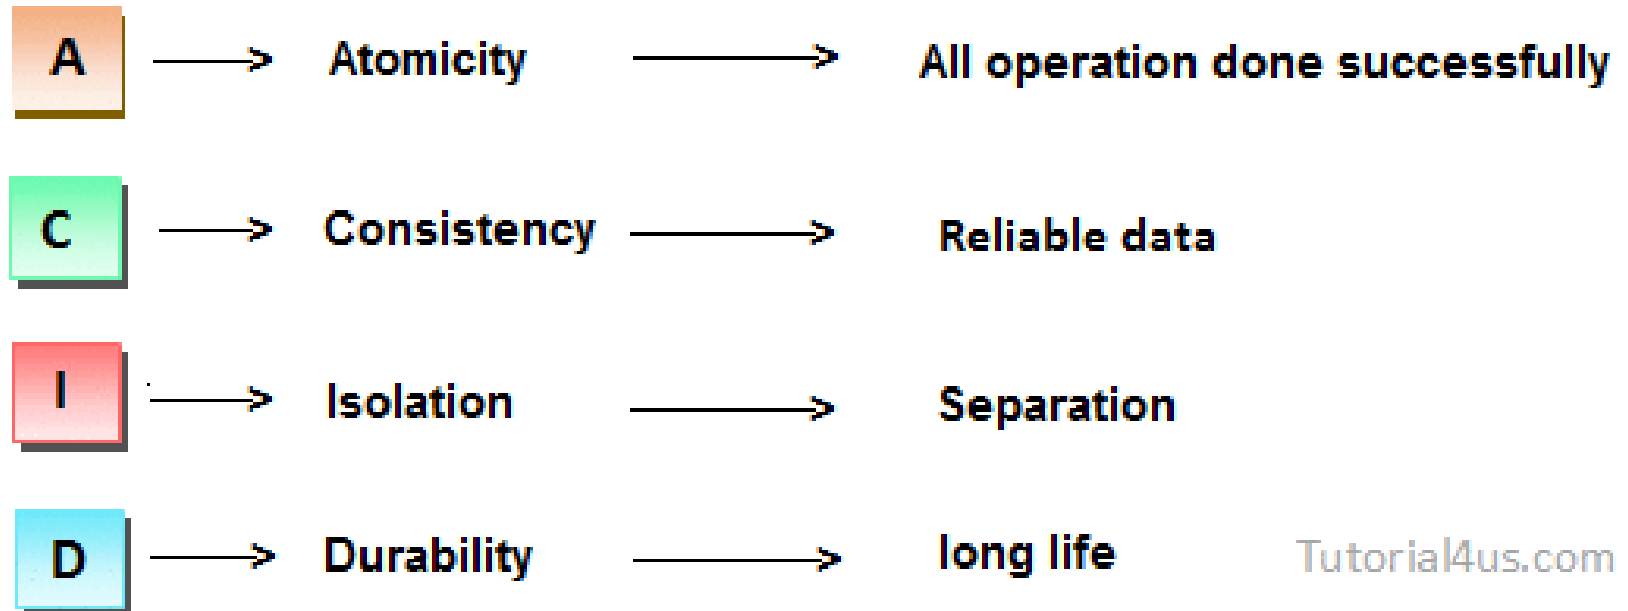 A Atomicity All operation done successfully
C Consistency Reliable data
I Isolation Separation
D Durability long life
Tutorial4us.com